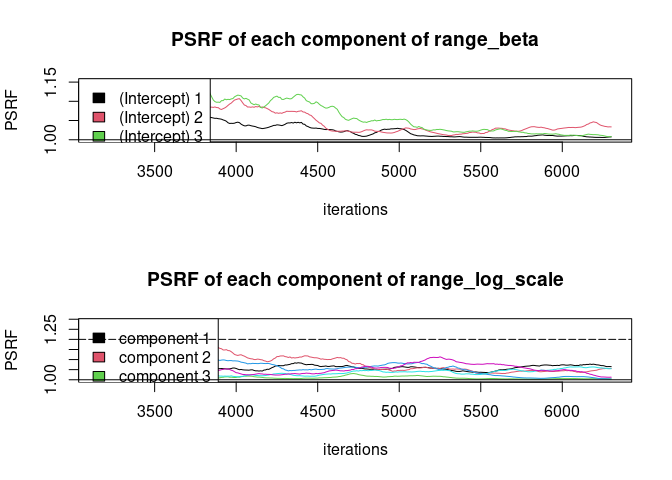 PSRF of each component of range_beta
PSRF
1.00
1.15
(Intercept) 1
(Intercept) 2
(Intercept) 3
3500 4000 4500 5000 5500 6000
iterations
PSRF of each component of range_log_scale
PSRF
1.00
1.25
component 1
component 2
component 3
3500 4000 4500 5000 5500 6000
iterations